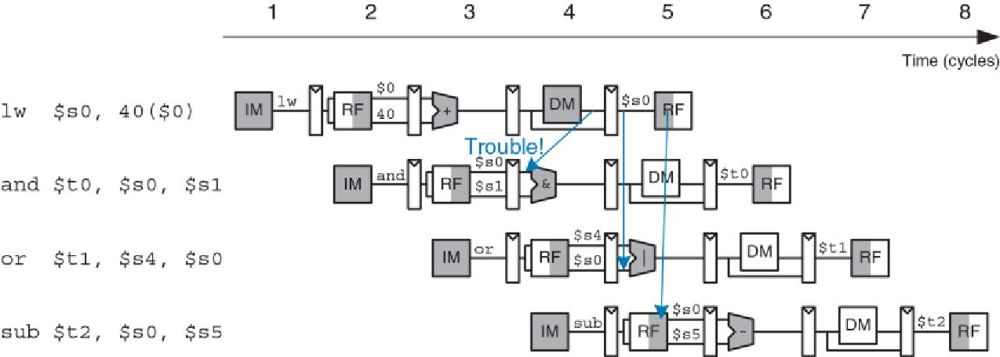 1 2 3 4 5 6 7 8
Time (cycles)
lw $s0, 40($0) IM lw RF $0 40 + DM $s0 RF
Trouble!
and $t0, $s0, $s1 IM and RF $s0 $s1 & DM $t0 RF
or $t1, $s4, $s0 IM or RF $s4 $s0 | DM $t1 RF
sub $t2, $s0, $s5 IM sub RF $s0 $s5 - DM $t2 RF